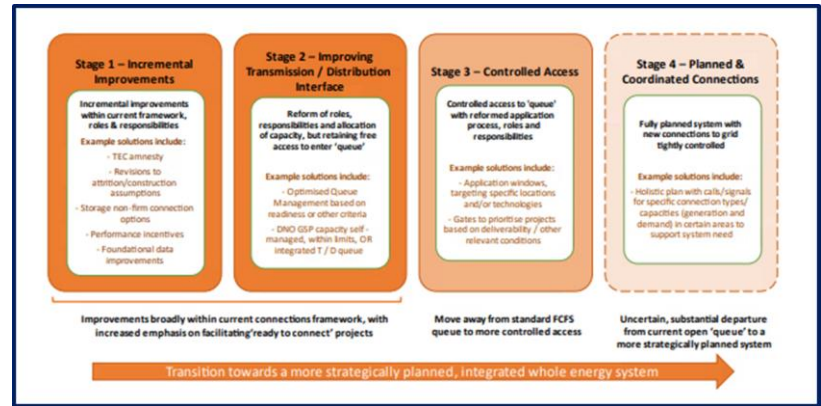 Stage 1 – Incremental
Improvements
Incremental improvements
within current framework,
roles & responsibilities
Example solutions include:
- TEC amnesty
- Revisions to
attrition/construction
assumptions
- Storage non-firm connection
options
- Performance incentives
- Foundational data
improvements
Stage 2 – Improving
Transmission / Distribution
Interface
Reform of roles,
responsibilities and allocation
of capacity, but retaining free
access to enter 'queue'
Example solutions include:
- Optimised Queue
Management based on
readiness or other criteria
- DNO GSP capacity self -
managed, within limits, OR
integrated T / D queue
Stage 3 – Controlled Access
Controlled access to 'queue'
with reformed application
process, roles and
responsibilities
Example solutions include:
- Application windows,
targeting specific locations
and/or technologies
- Gates to prioritise projects
based on deliverability / other
relevant conditions
Stage 4 – Planned &
Coordinated Connections
Fully planned system with
new connections to grid
tightly controlled
Example solutions include:
- Holistic plan with calls/signals
for specific connection types/
capacities (generation and
demand) in certain areas to
support system need
Improvements broadly within current connections framework, with
increased emphasis on facilitating 'ready to connect' projects
Move away from standard FCFS
queue to more controlled access
Uncertain, substantial departure
from current open 'queue' to a
more strategically planned system
Transition towards a more strategically planned, integrated whole energy system